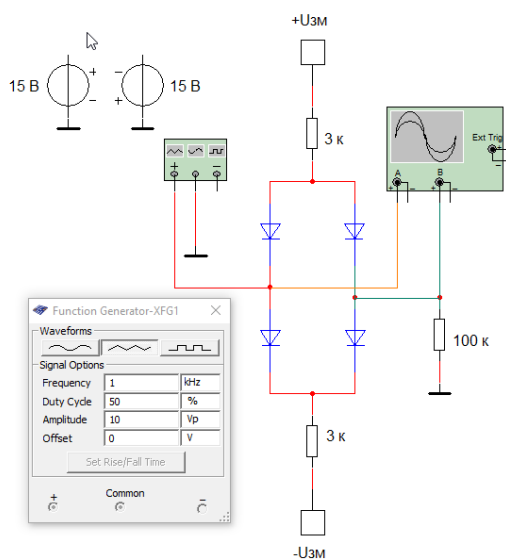 +Uзм
15 В
+
−
−
+
15 В
3 к
Ext Trig
+
A
B
+
−
+
−
+
−
Function Generator-XFG1
Waveforms
Signal Options
Frequency 1 kHz
Duty Cycle 50 %
Amplitude 10 Vp
Offset 0 V
Set Rise/Fall Time
+
Common
−
100 к
3 к
-Uзм